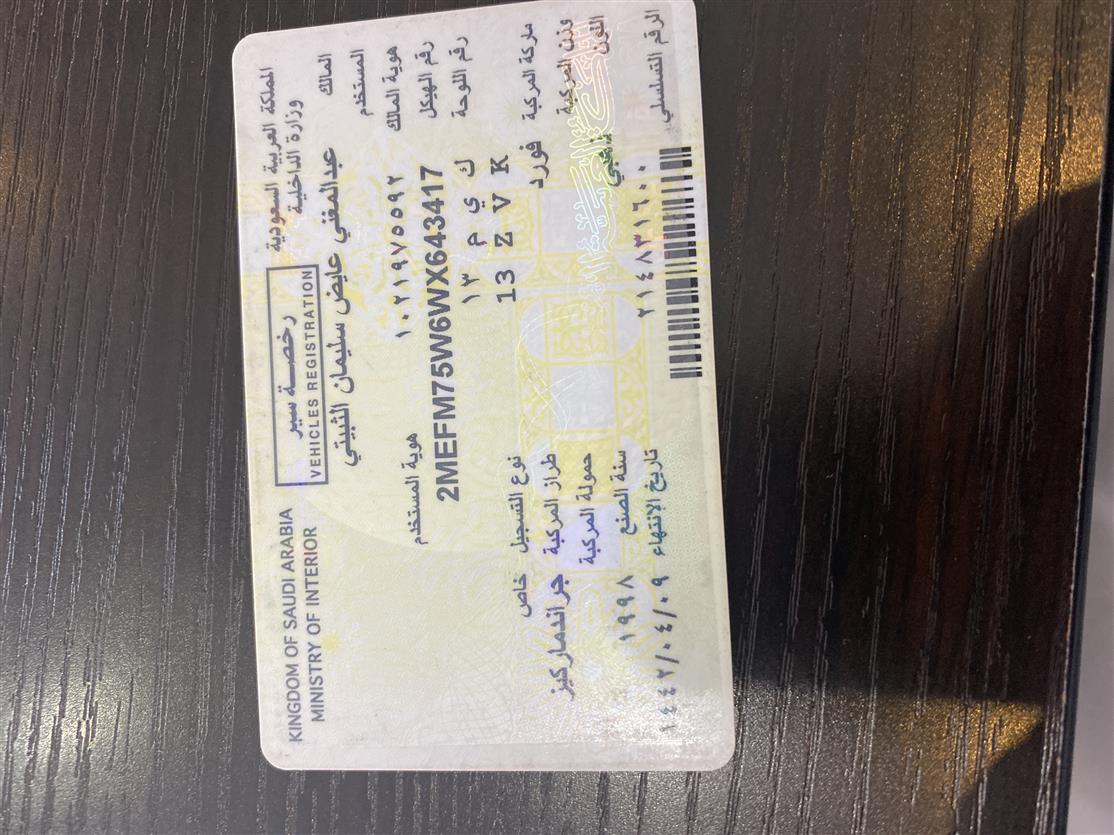 المملكة العربية السعودية
وزارة الداخلية
رخصة سير
VEHICLES REGISTRATION
KINGDOM OF SAUDI ARABIA
MINISTRY OF INTERIOR
المالك عبدالمغني عايض سليمان الثبيتي
المستخدم
هوية المالك ١٠٢١٩٧٥٥٩٢ هوية المستخدم
رقم الهيكل 2MEFM75W6WX643417
رقم اللوحة ك ي م ١٣
13 Z V K
ماركة المركبة فورد نوع التسجيل خاص
طراز المركبة جراندماركيز
وزن المركبة حمولة المركبة
اللون سنة الصنع ١٩٩٨
الرقم التسلسلي ٢١٤٨٣١٦٠٠ تاريخ الإنتهاء ١٤٤٢/٠٤/٠٩